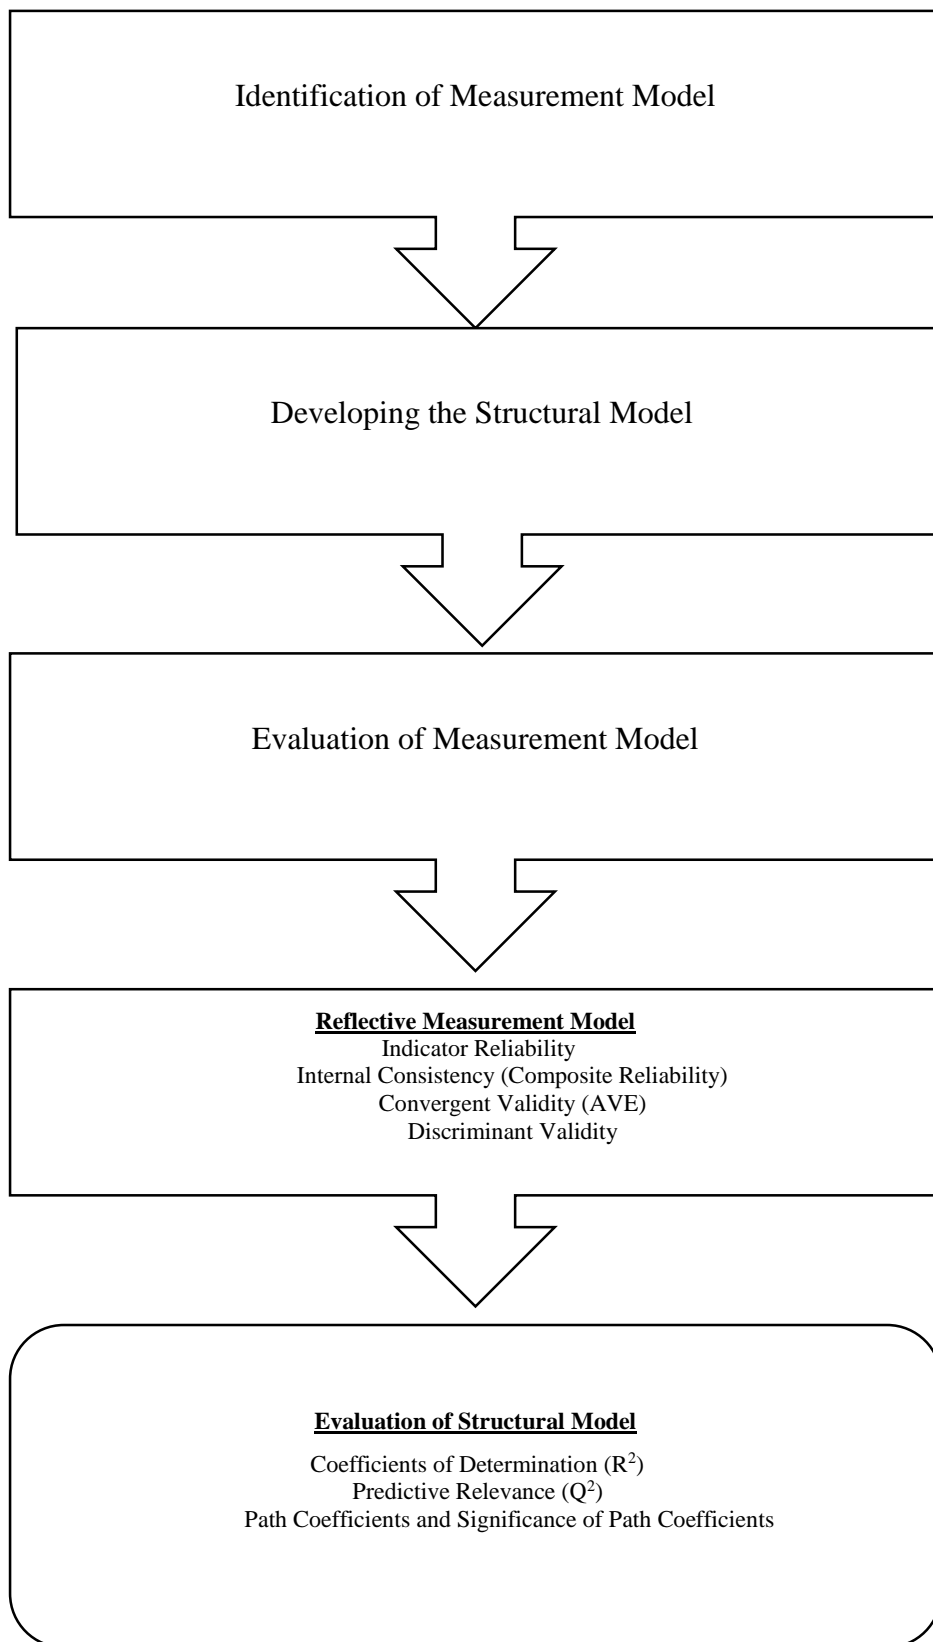 Identification of Measurement Model
Developing the Structural Model
Evaluation of Measurement Model
Reflective Measurement Model
Indicator Reliability
Internal Consistency (Composite Reliability)
Convergent Validity (AVE)
Discriminant Validity
Evaluation of Structural Model
Coefficients of Determination (R²)
Predictive Relevance (Q²)
Path Coefficients and Significance of Path Coefficients